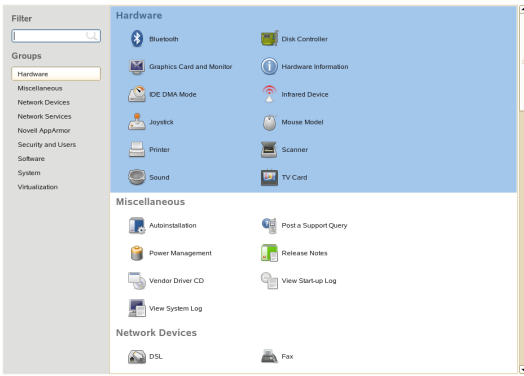 Filter
Groups
Hardware
Miscellaneous
Network Devices
Network Services
Novell AppArmor
Security and Users
Software
System
Virtualization
Hardware
Bluetooth
Disk Controller
Graphics Card and Monitor
Hardware Information
IDE DMA Mode
Infrared Device
Joystick
Mouse Model
Printer
Scanner
Sound
TV Card
Miscellaneous
Autoinstallation
Post a Support Query
Power Management
Release Notes
Vendor Driver CD
View Start-up Log
View System Log
Network Devices
DSL
Fax